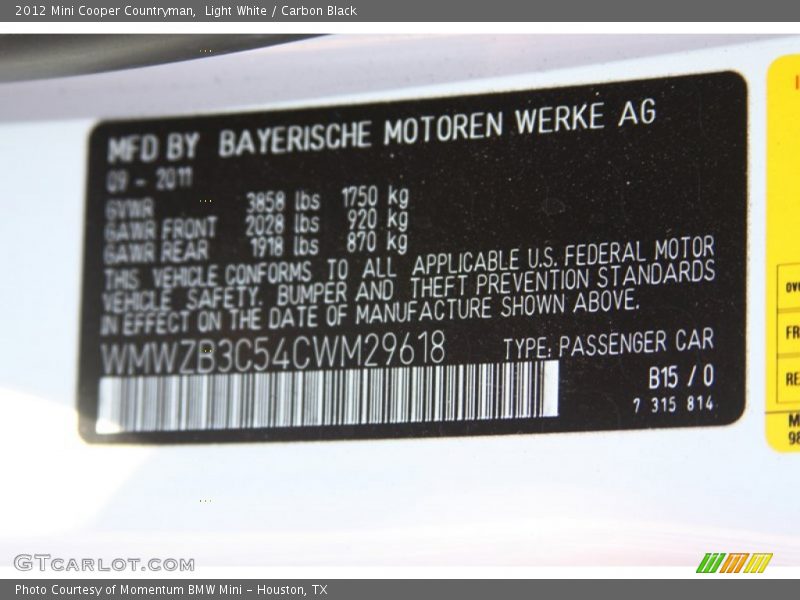 2012 Mini Cooper Countryman, Light White / Carbon Black
MFD BY BAYERISCHE MOTOREN WERKE AG
09 - 2011
GVWR 3858 lbs 1750 kg
GAWR FRONT 2028 lbs 920 kg
GAWR REAR 1918 lbs 870 kg
THIS VEHICLE CONFORMS TO ALL APPLICABLE U.S. FEDERAL MOTOR
VEHICLE SAFETY, BUMPER AND THEFT PREVENTION STANDARDS
IN EFFECT ON THE DATE OF MANUFACTURE SHOWN ABOVE.
WMWZB3C54CWM29618 TYPE: PASSENGER CAR
B15 / 0
7 315 814
GTCARLOT.COM
Photo Courtesy of Momentum BMW Mini - Houston, TX